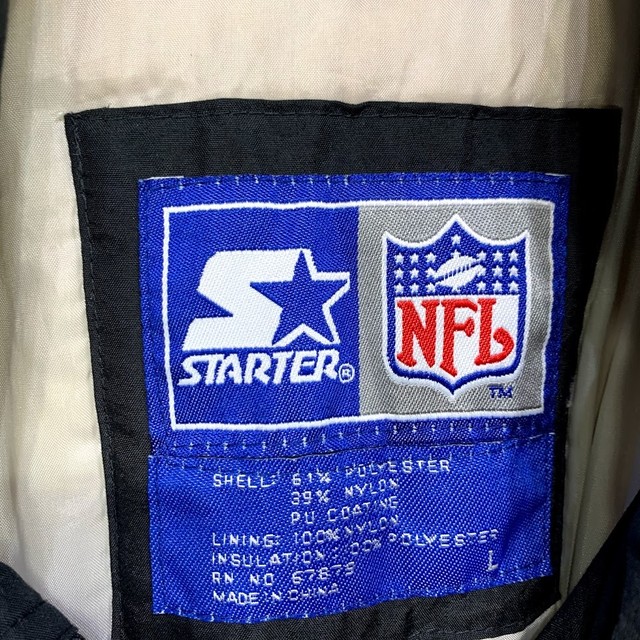 STARTER®
NFL
TM
SHELL: 61% POLYESTER
39% NYLON
PU COATING
LINING: 100% NYLON
INSULATION: 100% POLYESTER
RN NO 67878
MADE IN CHINA
L